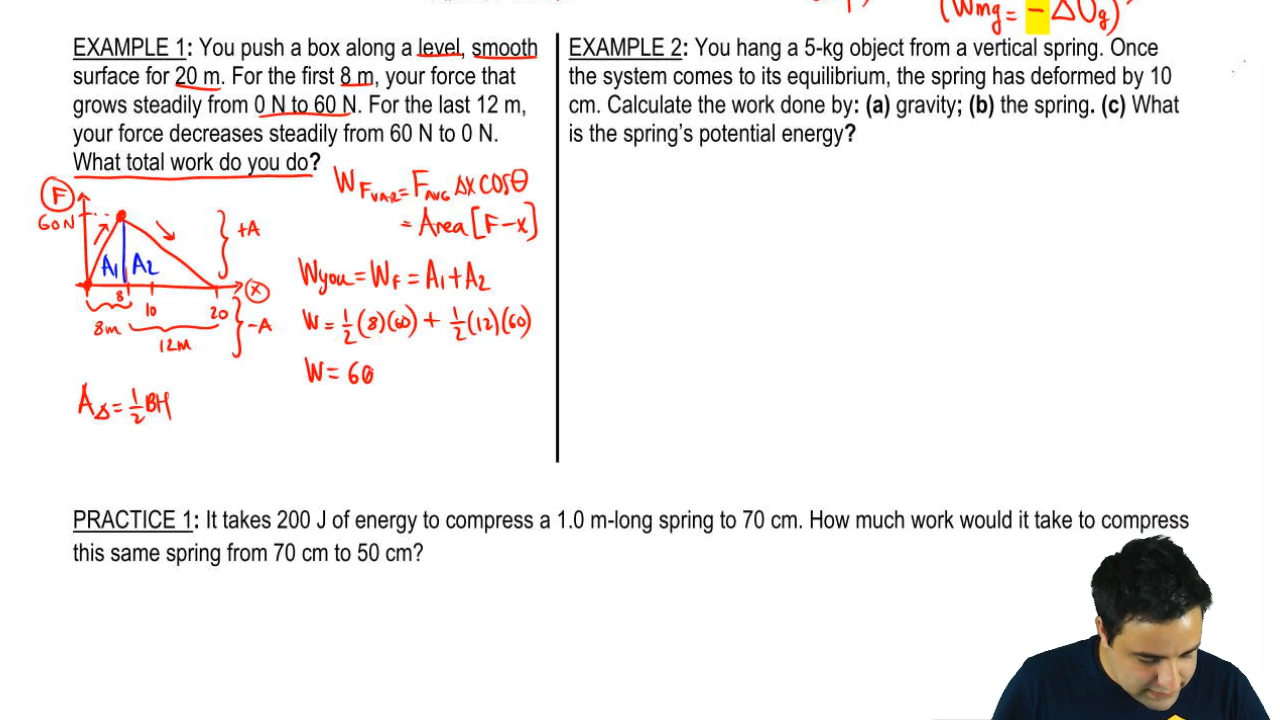 (Wmg = − ΔUg)
EXAMPLE 1: You push a box along a level, smooth
surface for 20 m. For the first 8 m, your force that
grows steadily from 0 N to 60 N. For the last 12 m,
your force decreases steadily from 60 N to 0 N.
What total work do you do?
W FVAR = FAVG Δx cosθ
= Area [F-x]
F
60N
A1 A2
+A
x
8
10
20
8m
12m
-A
Wyou = WF = A1 + A2
W = 1/2 (8)(60) + 1/2 (12)(60)
W = 60
AΔ = 1/2 BH
EXAMPLE 2: You hang a 5-kg object from a vertical spring. Once
the system comes to its equilibrium, the spring has deformed by 10
cm. Calculate the work done by: (a) gravity; (b) the spring. (c) What
is the spring's potential energy?
PRACTICE 1: It takes 200 J of energy to compress a 1.0 m-long spring to 70 cm. How much work would it take to compress
this same spring from 70 cm to 50 cm?